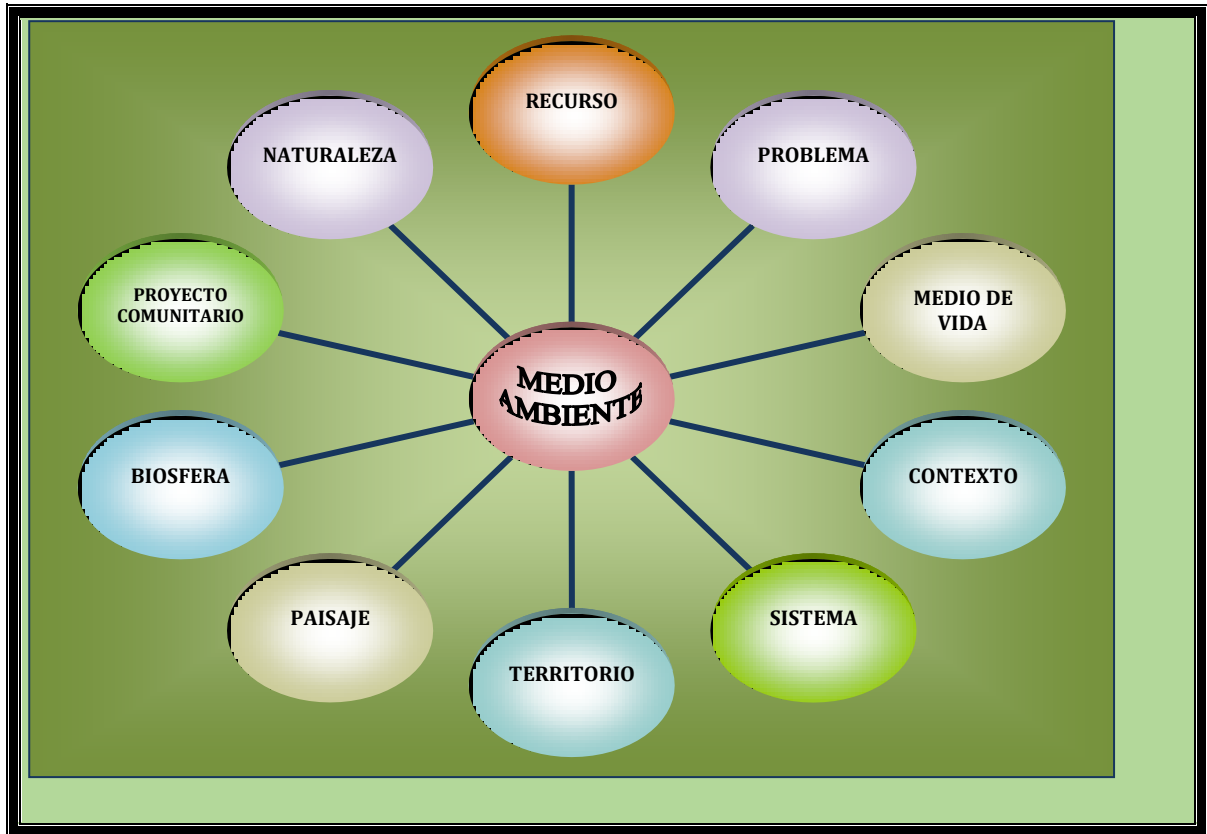 RECURSO
NATURALEZA
PROBLEMA
PROYECTO
COMUNITARIO
MEDIO DE
VIDA
MEDIO
AMBIENTE
BIOSFERA
CONTEXTO
PAISAJE
SISTEMA
TERRITORIO